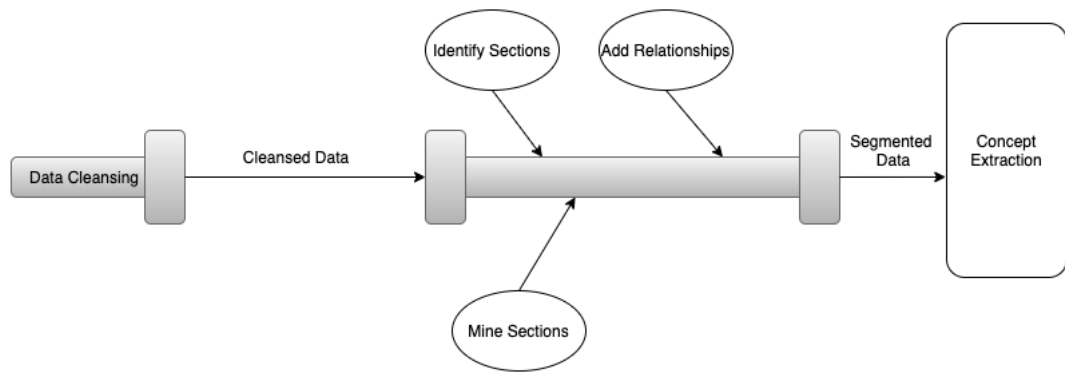 Identify Sections
Add Relationships
Data Cleansing
Cleansed Data
Segmented
Data
Concept
Extraction
Mine Sections